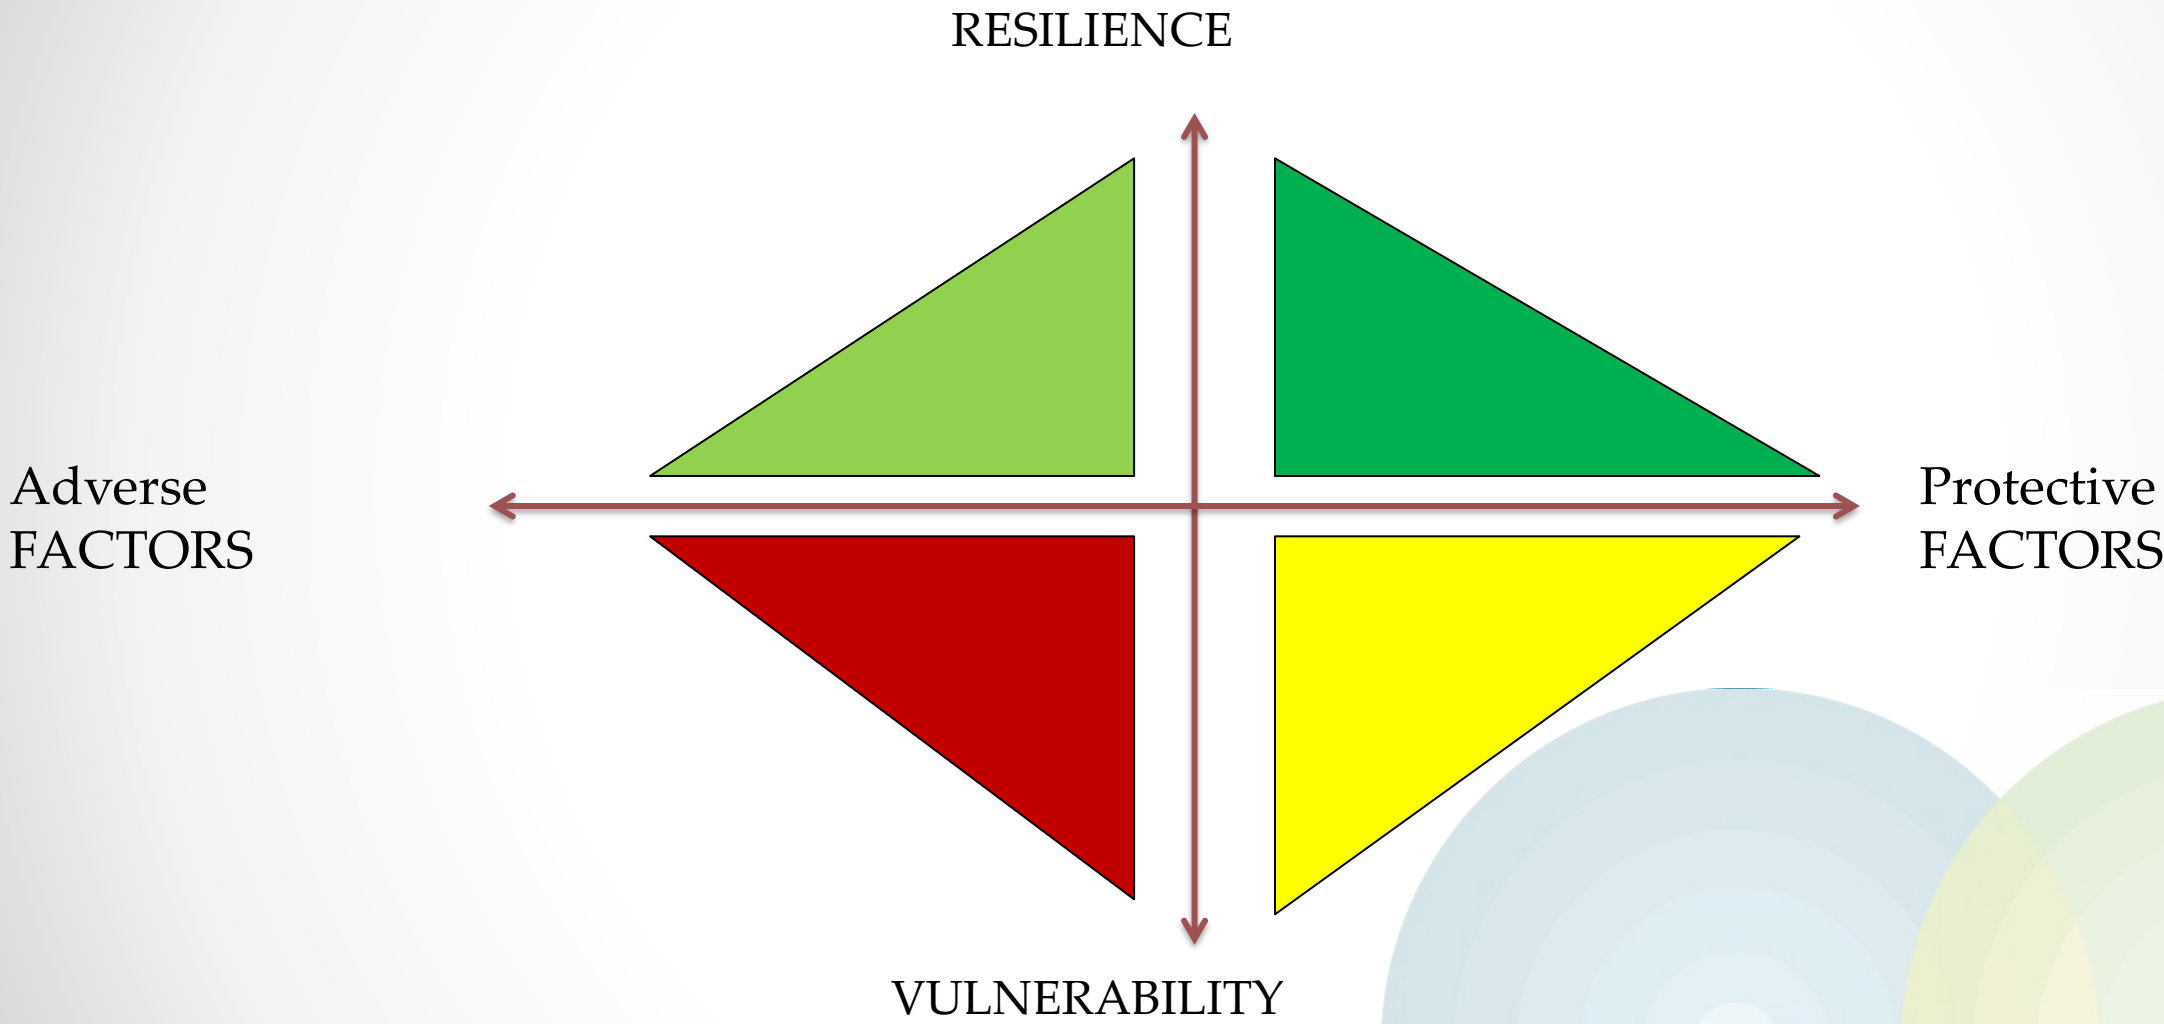 RESILIENCE
Adverse
FACTORS
Protective
FACTORS
VULNERABILITY